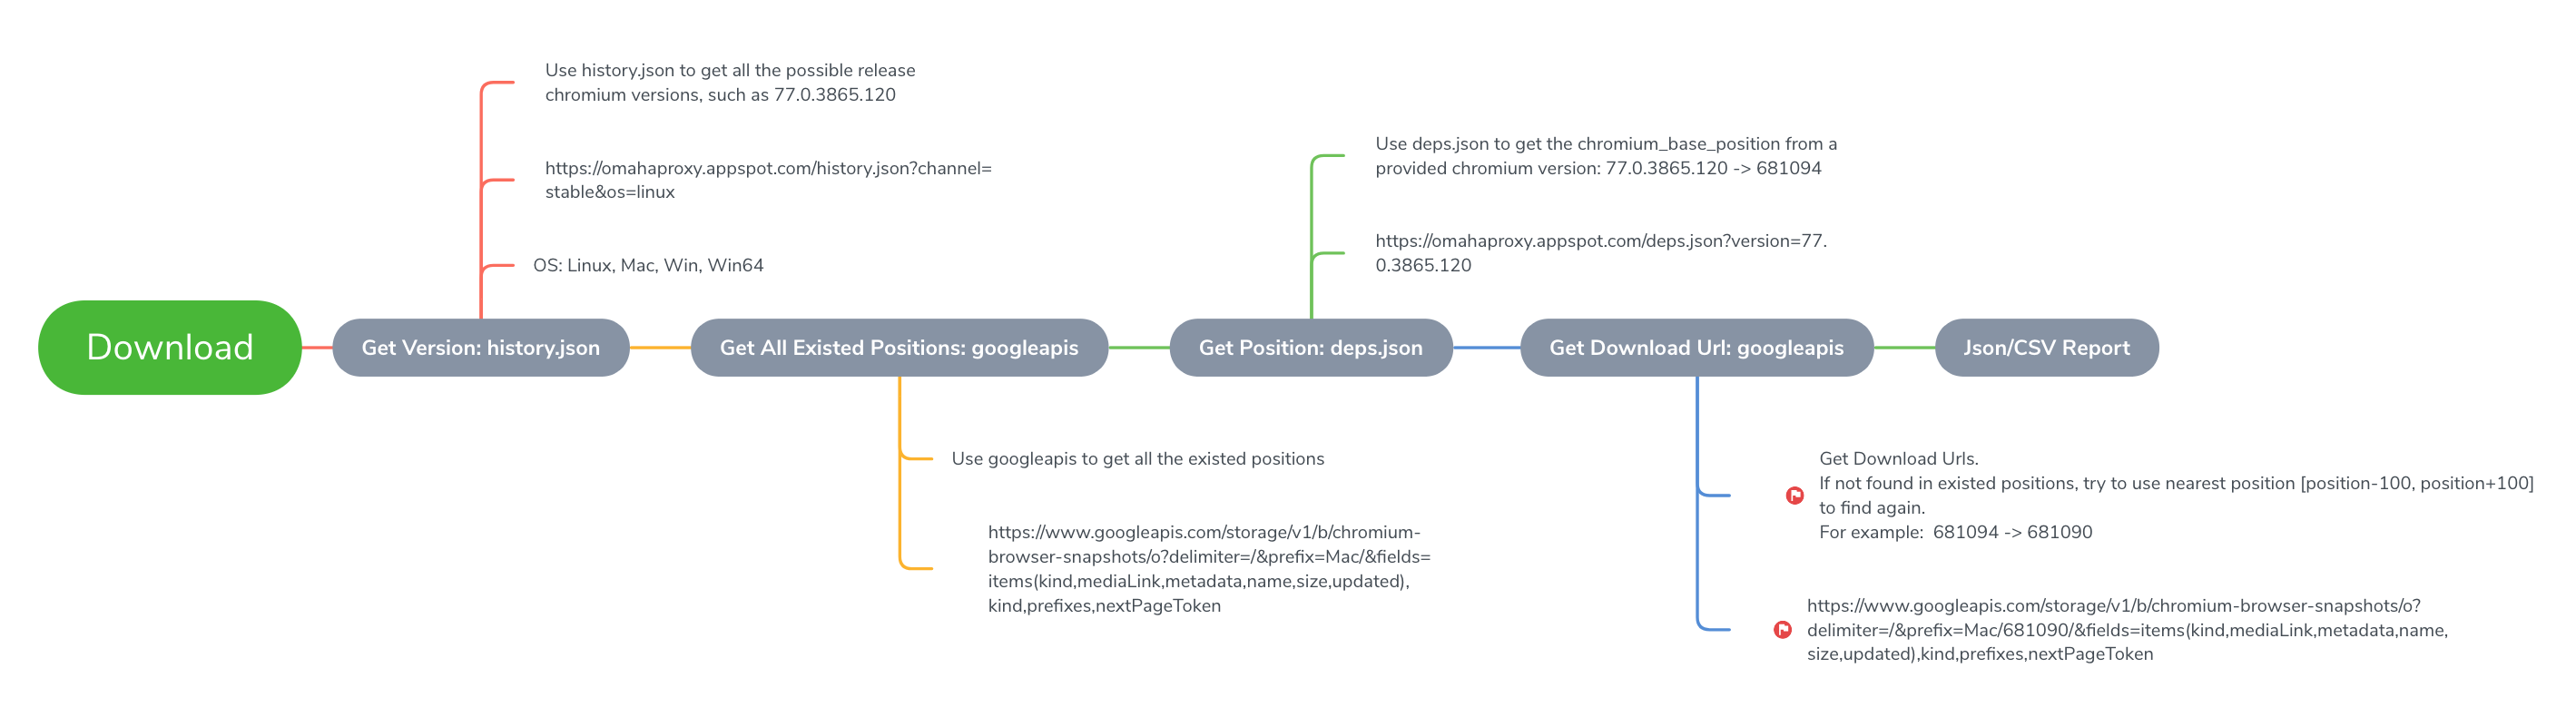 Use history.json to get all the possible release
chromium versions, such as 77.0.3865.120
https://omahaproxy.appspot.com/history.json?channel=
stable&os=linux
OS: Linux, Mac, Win, Win64
Use deps.json to get the chromium_base_position from a
provided chromium version: 77.0.3865.120 -> 681094
https://omahaproxy.appspot.com/deps.json?version=77.
0.3865.120
Download
Get Version: history.json
Get All Existed Positions: googleapis
Get Position: deps.json
Get Download Url: googleapis
Json/CSV Report
Use googleapis to get all the existed positions
https://www.googleapis.com/storage/v1/b/chromium-
browser-snapshots/o?delimiter=/&prefix=Mac/&fields=
items(kind,mediaLink,metadata,name,size,updated),
kind,prefixes,nextPageToken
Get Download Urls.
If not found in existed positions, try to use nearest position [position-100, position+100]
to find again.
For example:  681094 -> 681090
https://www.googleapis.com/storage/v1/b/chromium-browser-snapshots/o?
delimiter=/&prefix=Mac/681090/&fields=items(kind,mediaLink,metadata,name,
size,updated),kind,prefixes,nextPageToken